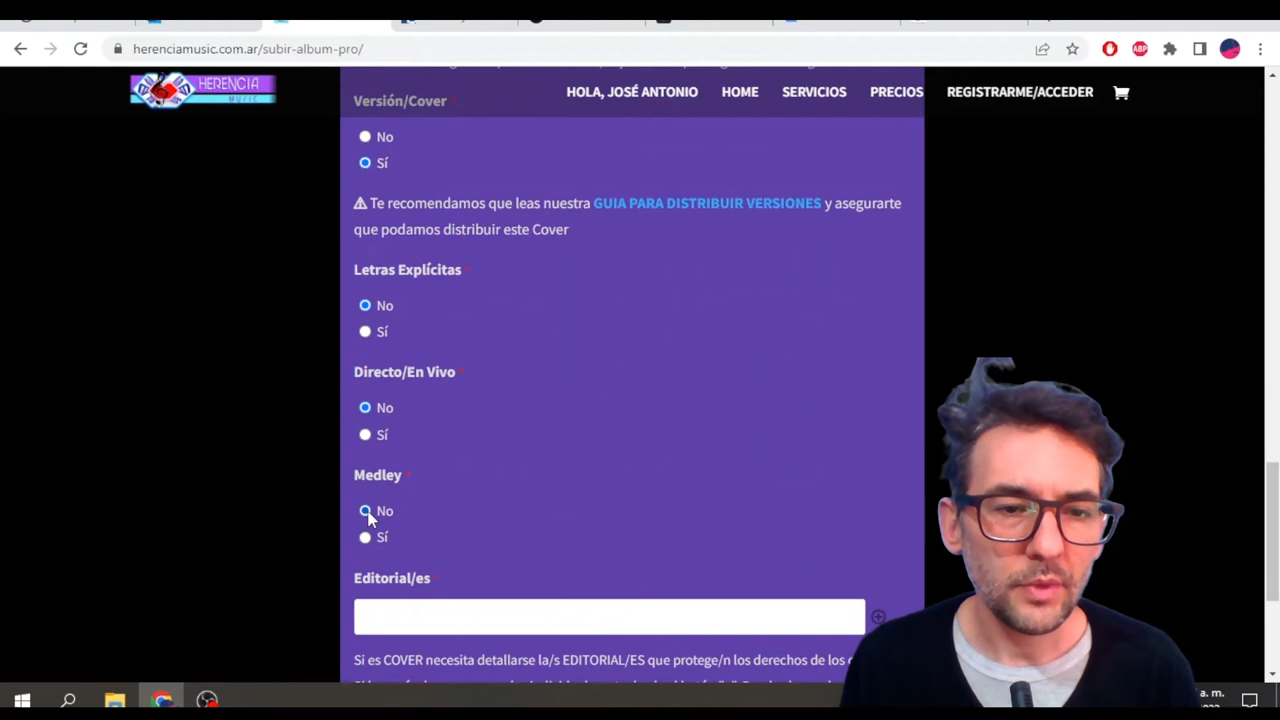 herenciamusic.com.ar/subir-album-pro/
ABP
HERENCIA
MUSIC
HOLA, JOSÉ ANTONIO
HOME
SERVICIOS
PRECIOS
REGISTRARME/ACCEDER
Versión/Cover *
No
Sí
⚠ Te recomendamos que leas nuestra GUIA PARA DISTRIBUIR VERSIONES y asegurarte
que podamos distribuir este Cover
Letras Explícitas *
No
Sí
Directo/En Vivo *
No
Sí
Medley *
No
Sí
Editorial/es *
Si es COVER necesita detallarse la/s EDITORIAL/ES que protege/n los derechos de los
a. m.